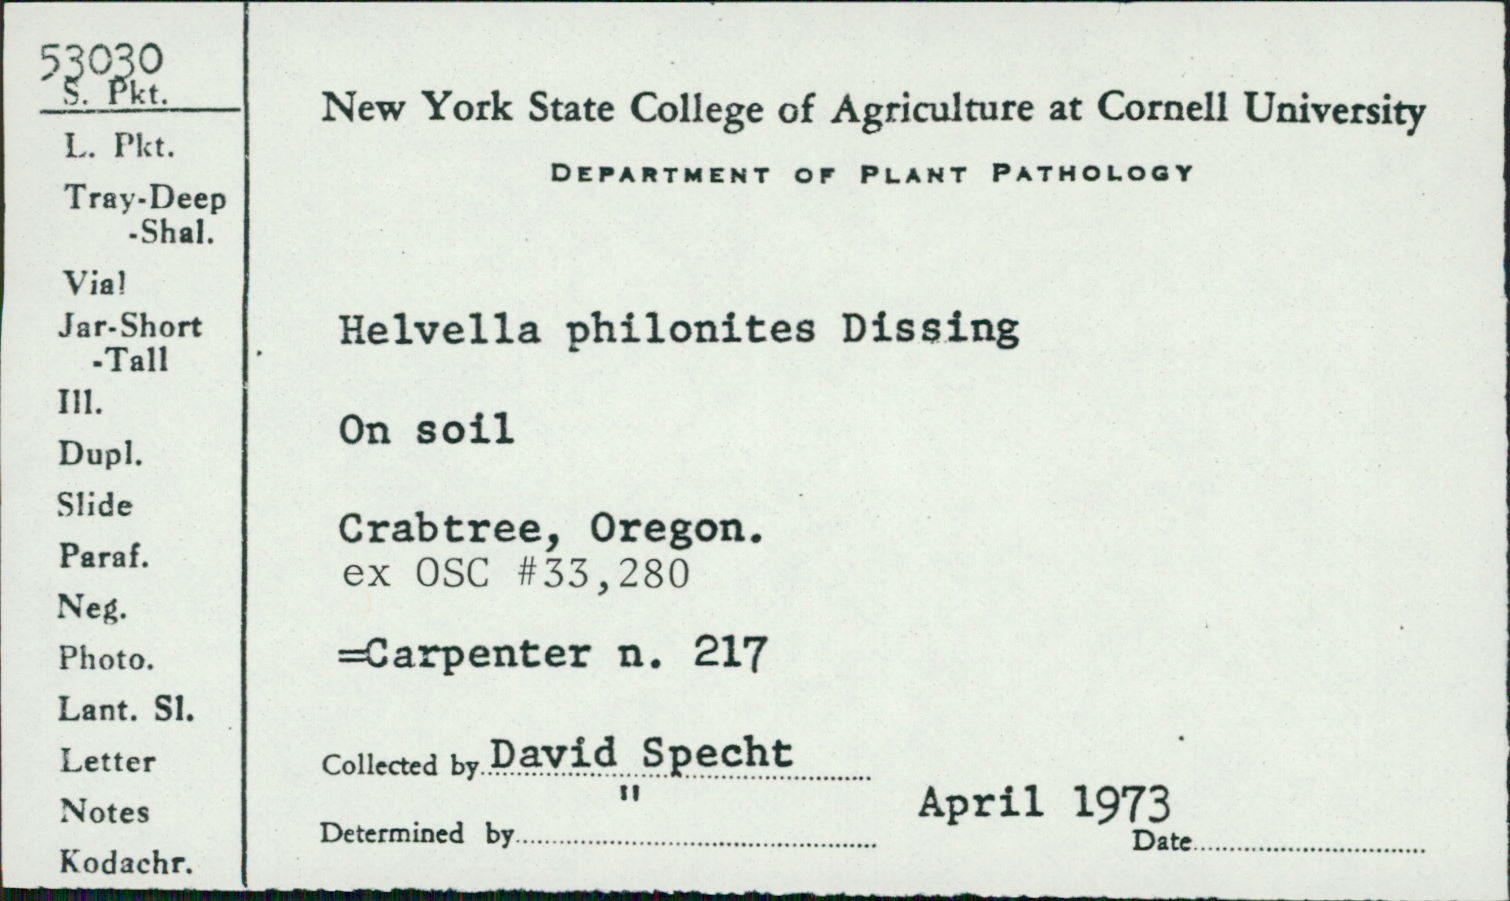 53030
S. Pkt.
L. Pkt.
Tray-Deep
-Shal.
Vial
Jar-Short
-Tall
Ill.
Dupl.
Slide
Paraf.
Neg.
Photo.
Lant. Sl.
Letter
Notes
Kodachr.
New York State College of Agriculture at Cornell University
DEPARTMENT OF PLANT PATHOLOGY
Helvella philonites Dissing
On soil
Crabtree, Oregon.
ex OSC #33,280
=Carpenter n. 217
Collected by David Specht
"
April 1973
Determined by
Date